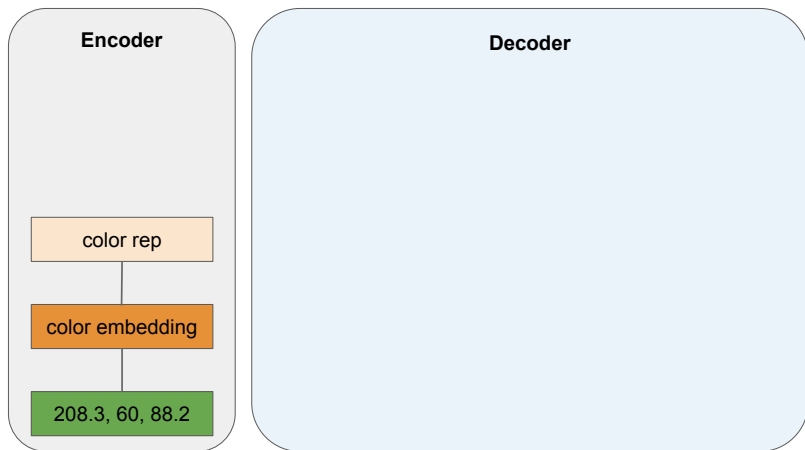 Encoder
Decoder
color rep
color embedding
208.3, 60, 88.2